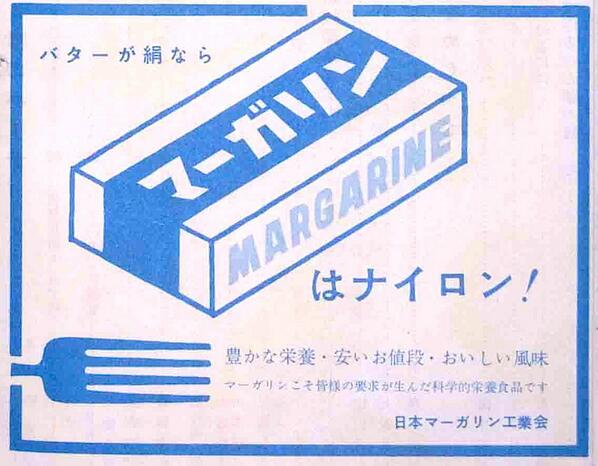 バターが絹なら
マーガリン
MARGARINE
はナイロン!
豊かな栄養・安いお値段・おいしい風味
マーガリンこそ皆様の要求が生んだ科学的栄養食品です
日本マーガリン工業会